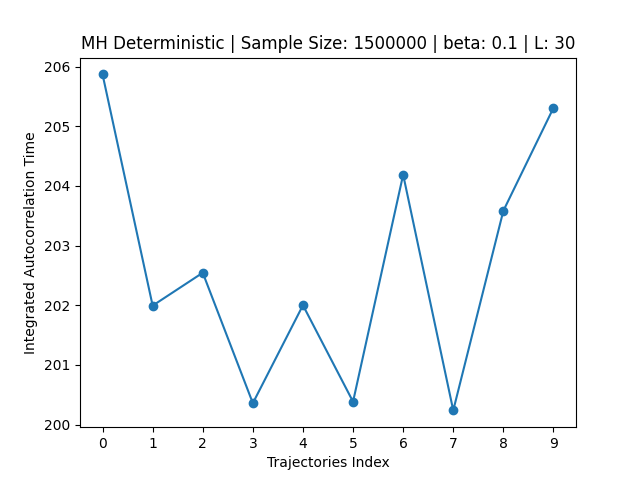 MH Deterministic | Sample Size: 1500000 | beta: 0.1 | L: 30
Integrated Autocorrelation Time
206
205
204
203
202
201
200
0 1 2 3 4 5 6 7 8 9
Trajectories Index